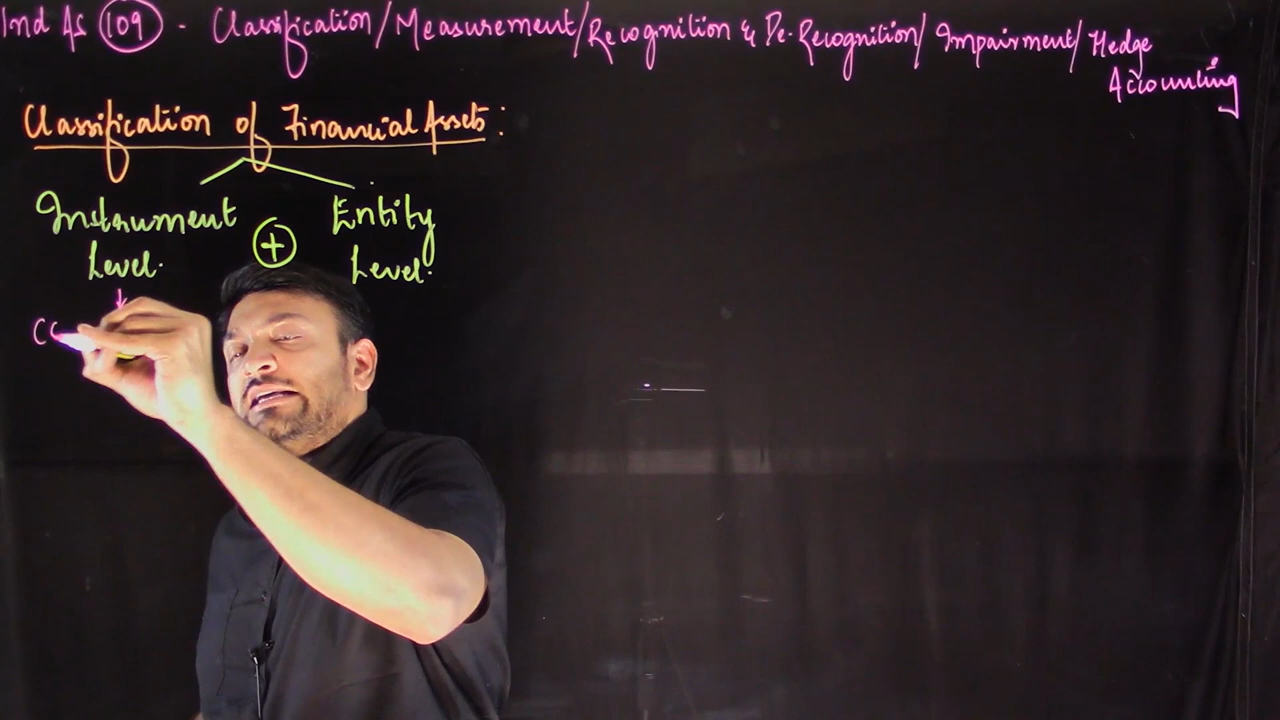 Ind As 109 - Classification/Measurement/Recognition & De-Recognition/Impairment/Hedge
Accounting
Classification of Financial Assets:
Instrument + Entity
Level. Level.
CC